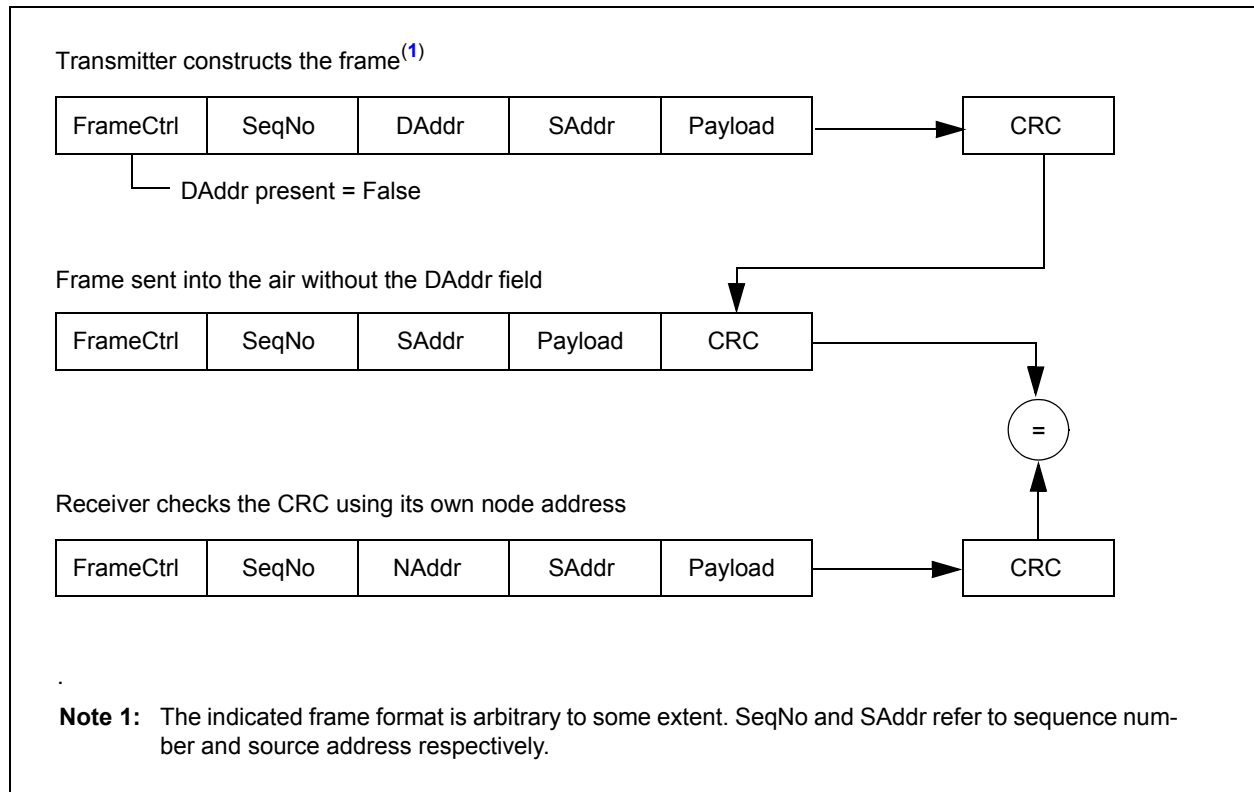 Transmitter constructs the frame(1)
FrameCtrl SeqNo DAddr SAddr Payload CRC
DAddr present = False
Frame sent into the air without the DAddr field
FrameCtrl SeqNo SAddr Payload CRC
=
Receiver checks the CRC using its own node address
FrameCtrl SeqNo NAddr SAddr Payload CRC
.
Note 1: The indicated frame format is arbitrary to some extent. SeqNo and SAddr refer to sequence num-
ber and source address respectively.